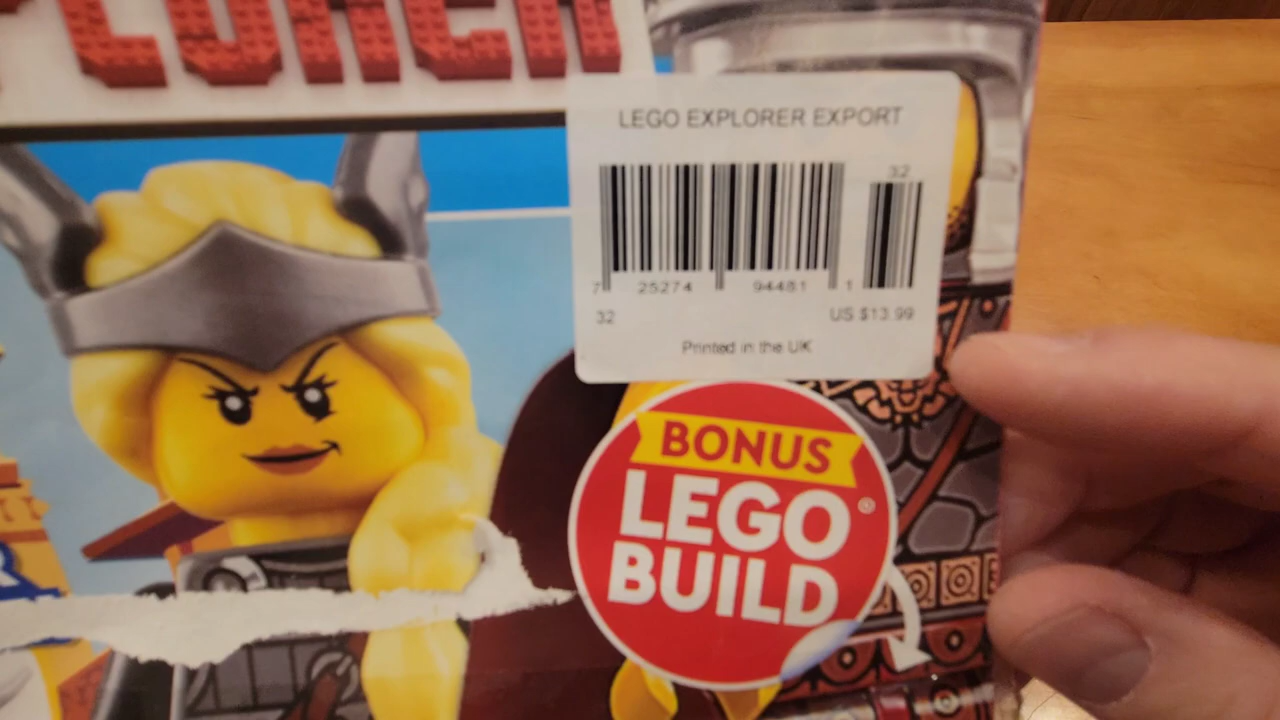 LEGO EXPLORER EXPORT
32
7 25274 94481 1
32 US $13.99
Printed in the UK
BONUS
LEGO®
BUILD
R